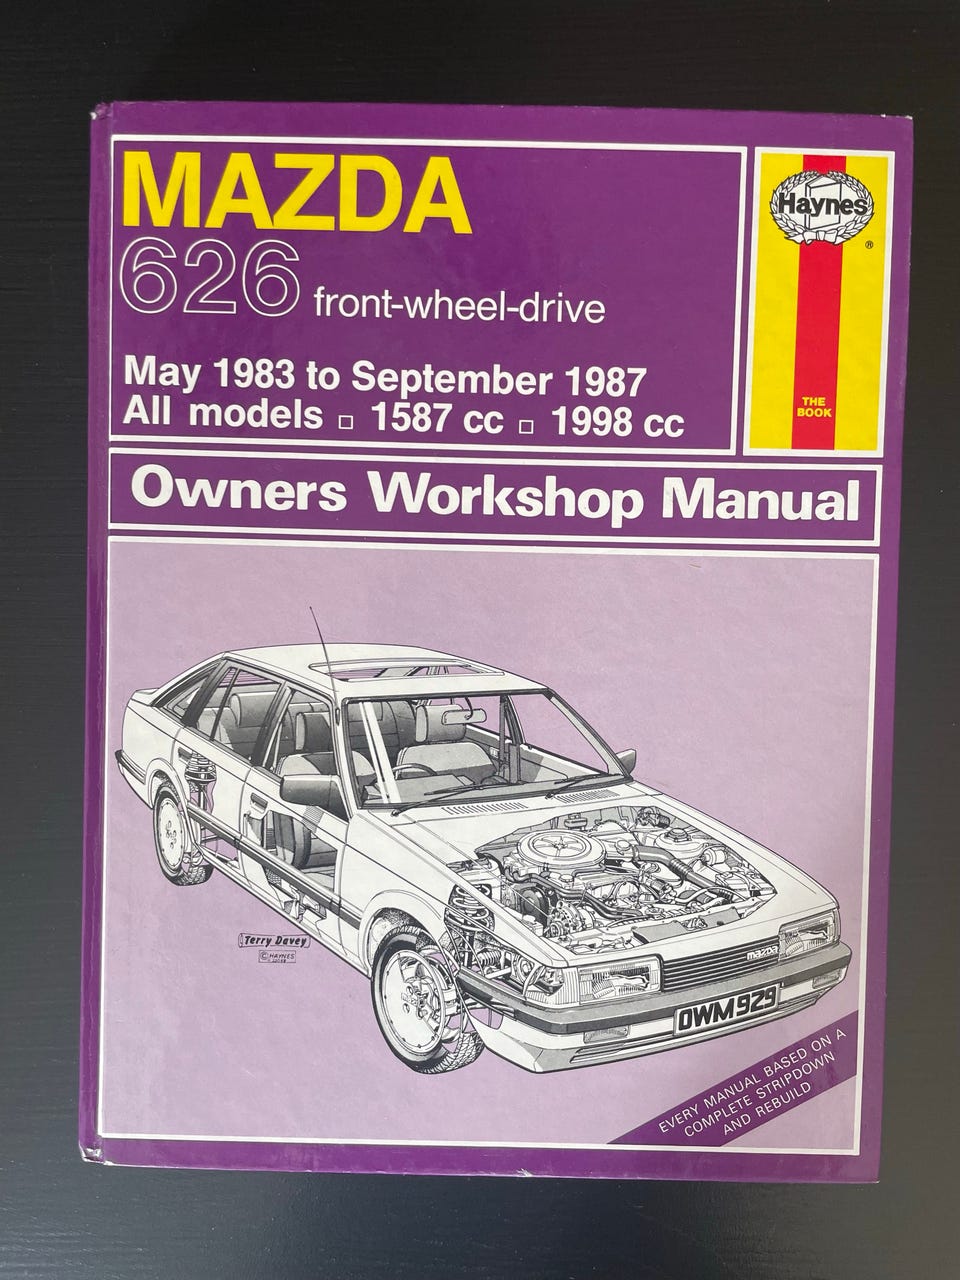 MAZDA
626 front-wheel-drive
May 1983 to September 1987
All models □ 1587 cc □ 1998 cc
Haynes
®
THE
BOOK
Owners Workshop Manual
Terry Davey
© HAYNES
mazda
OWM 929
EVERY MANUAL BASED ON A
COMPLETE STRIPDOWN
AND REBUILD